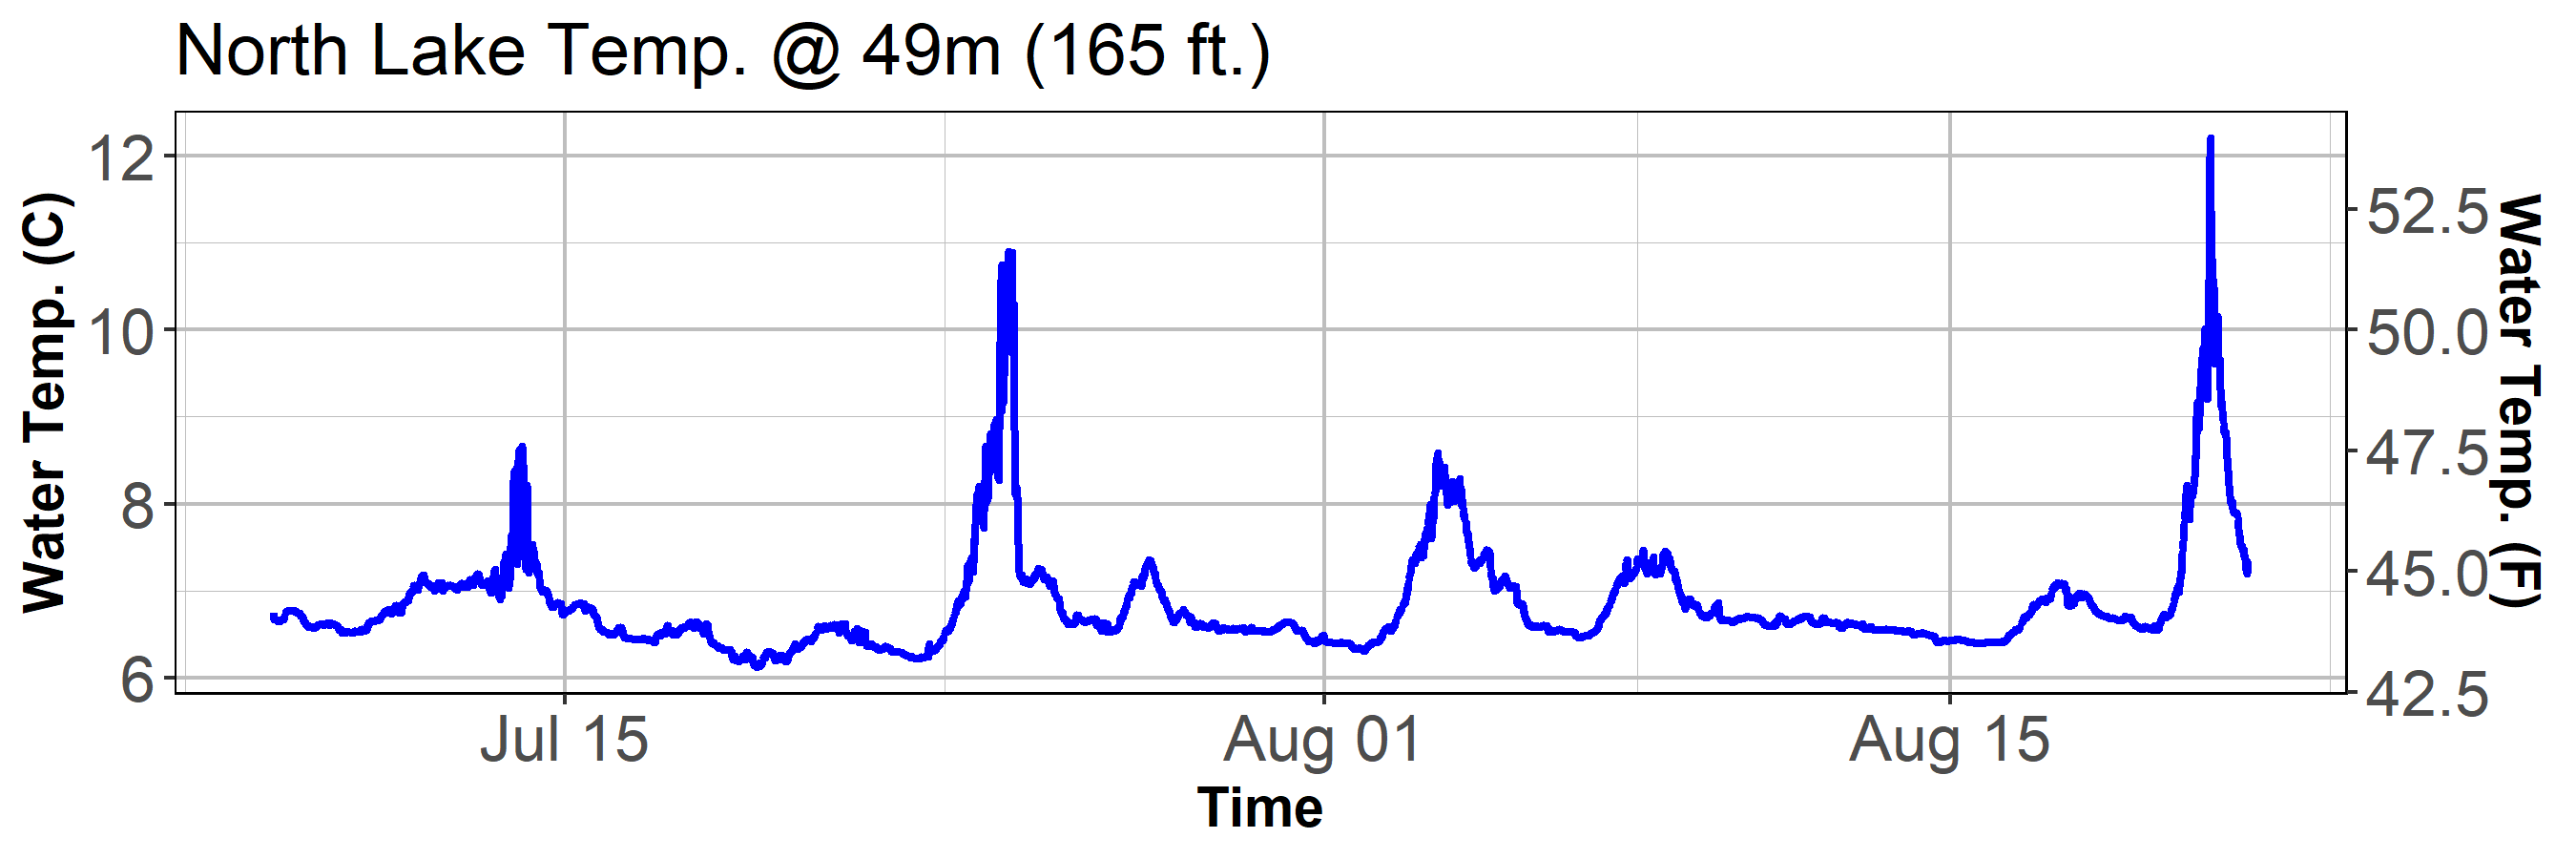 North Lake Temp. @ 49m (165 ft.)
Water Temp. (C)
12
10
8
6
52.5
50.0
47.5
45.0
42.5
Water Temp. (F)
Jul 15
Aug 01
Aug 15
Time